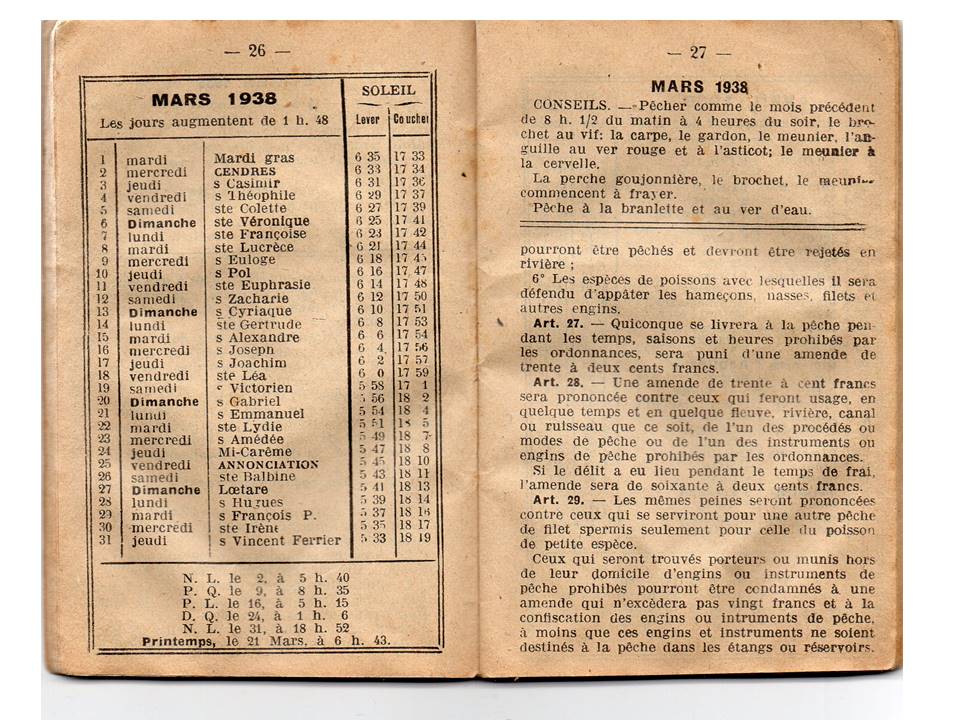 — 26 —
MARS 1938
Les jours augmentent de 1 h. 48
SOLEIL
Lever Coucher
1 mardi Mardi gras 6 35 17 33
2 mercredi CENDRES 6 33 17 34
3 jeudi s Casimir 6 31 17 36
4 vendredi s Théophile 6 29 17 37
5 samedi ste Colette 6 27 17 39
6 Dimanche ste Véronique 6 25 17 41
7 lundi ste Françoise 6 23 17 42
8 mardi ste Lucrèce 6 21 17 44
9 mercredi s Euloge 6 18 17 45
10 jeudi s Pol 6 16 17 47
11 vendredi ste Euphrasie 6 14 17 48
12 samedi s Zacharie 6 12 17 50
13 Dimanche s Cyriaque 6 10 17 51
14 lundi ste Gertrude 6 8 17 53
15 mardi s Alexandre 6 6 17 54
16 mercredi s Joseph 6 4 17 56
17 jeudi s Joachim 6 2 17 57
18 vendredi ste Léa 6 0 17 59
19 samedi s Victorien 5 58 17 1
20 Dimanche s Gabriel 5 56 18 2
21 lundi s Emmanuel 5 54 18 4
22 mardi ste Lydie 5 51 18 5
23 mercredi s Amédée 5 49 18 7
24 jeudi Mi-Carême 5 47 18 8
25 vendredi ANNONCIATION 5 45 18 10
26 samedi ste Balbine 5 43 18 11
27 Dimanche Lœtare 5 41 18 13
28 lundi s Hugues 5 39 18 14
29 mardi s François P. 5 37 18 16
30 mercredi ste Irène 5 35 18 17
31 jeudi s Vincent Ferrier 5 33 18 19
N. L. le 2, à 5 h. 40
P. Q. le 9, à 8 h. 35
P. L. le 16, à 5 h. 15
D. Q. le 24, à 1 h. 6
N. L. le 31, à 18 h. 52
Printemps, le 21 Mars, à 6 h. 43.
— 27 —
MARS 1938
CONSEILS. — Pêcher comme le mois précédent
de 8 h. 1/2 du matin à 4 heures du soir, le bro-
chet au vif: la carpe, le gardon, le meunier, l'an-
guille au ver rouge et à l'asticot; le meunier à
la cervelle.
La perche goujonnière, le brochet, le meunier
commencent à frayer.
Pêche à la branlette et au ver d'eau.
pourront être pêchés et devront être rejetés en
rivière ;
6° Les espèces de poissons avec lesquelles il sera
défendu d'appâter les hameçons, nasses, filets et
autres engins.
Art. 27. — Quiconque se livrera à la pêche pen-
dant les temps, saisons et heures prohibés par
les ordonnances, sera puni d'une amende de
trente à deux cents francs.
Art. 28. — Une amende de trente à cent francs
sera prononcée contre ceux qui feront usage, en
quelque temps et en quelque fleuve, rivière, canal
ou ruisseau que ce soit, de l'un des procédés ou
modes de pêche ou de l'un des instruments ou
engins de pêche prohibés par les ordonnances.
Si le délit a eu lieu pendant le temps de frai,
l'amende sera de soixante à deux cents francs.
Art. 29. — Les mêmes peines seront prononcées
contre ceux qui se serviront pour une autre pêche
de filet spermis seulement pour celle du poisson
de petite espèce.
Ceux qui seront trouvés porteurs ou munis hors
de leur domicile d'engins ou instruments de
pêche prohibés pourront être condamnés à une
amende qui n'excèdera pas vingt francs et à la
confiscation des engins ou intruments de pêche,
à moins que ces engins et instruments ne soient
destinés à la pêche dans les étangs ou réservoirs.